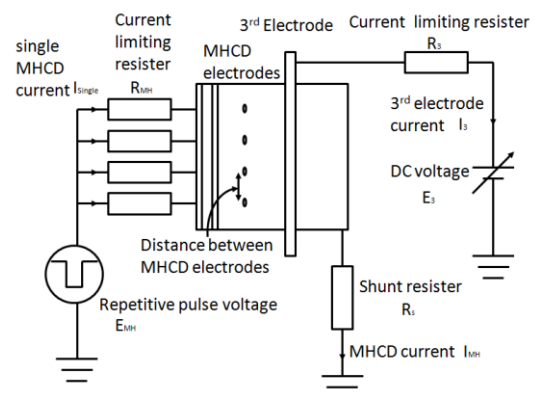 single
MHCD
current Isingle
Current
limiting
resister
RMH
3rd Electrode
MHCD
electrodes
Current limiting resister
R3
3rd electrode
current I3
DC voltage
E3
Distance between
MHCD electrodes
Repetitive pulse voltage
EMH
Shunt resister
Rs
MHCD current IMH